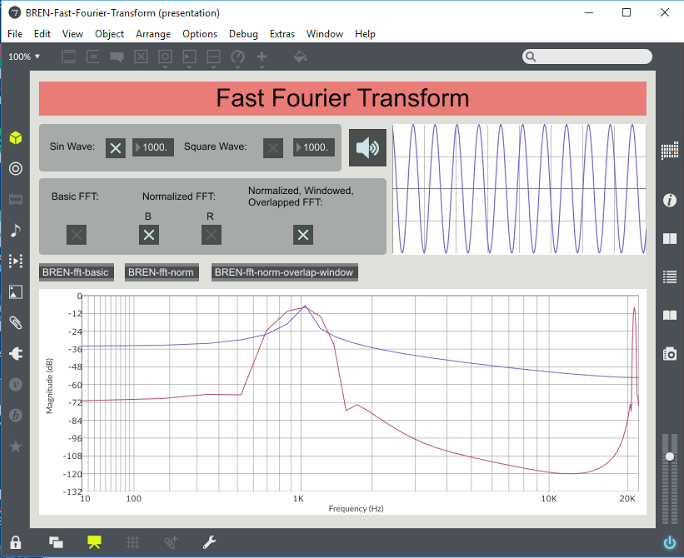 BREN-Fast-Fourier-Transform (presentation)
File Edit View Object Arrange Options Debug Extras Window Help
100%
Fast Fourier Transform
Sin Wave: 1000. Square Wave: 1000.
Basic FFT: Normalized FFT: Normalized, Windowed,
Overlapped FFT:
B R
BREN-fft-basic BREN-fft-norm BREN-fft-norm-overlap-window
0
-12
-24
-36
-48
-60
-72
-84
-96
-108
-120
-132
Magnitude (dB)
10 100 1K 10K 20K
Frequency (Hz)